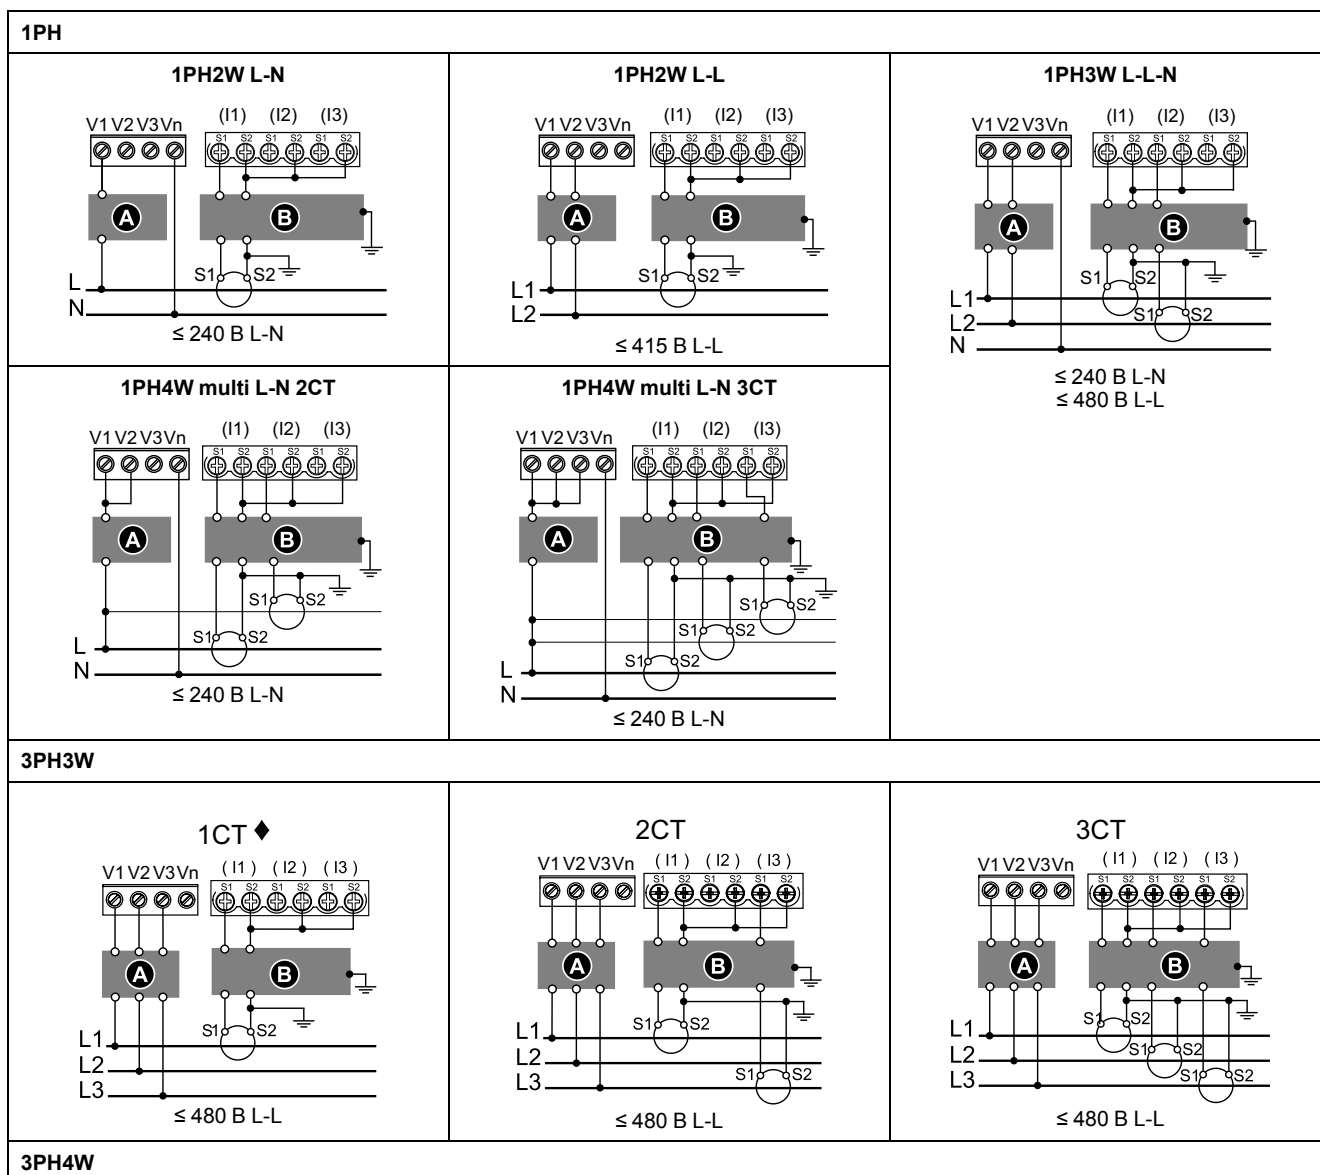 1PH
1PH2W L-N
V1 V2 V3 Vn
(I1) (I2) (I3)
S1 S2 S1 S2 S1 S2
A
B
S1 S2
L
N
≤ 240 В L-N
1PH2W L-L
V1 V2 V3 Vn
(I1) (I2) (I3)
S1 S2 S1 S2 S1 S2
A
B
S1 S2
L1
L2
≤ 415 В L-L
1PH3W L-L-N
V1 V2 V3 Vn
(I1) (I2) (I3)
S1 S2 S1 S2 S1 S2
A
B
S1 S2
L1
S1 S2
L2
N
≤ 240 В L-N
≤ 480 В L-L
1PH4W multi L-N 2CT
V1 V2 V3 Vn
(I1) (I2) (I3)
S1 S2 S1 S2 S1 S2
A
B
S1 S2
S1 S2
L
N
≤ 240 В L-N
1PH4W multi L-N 3CT
V1 V2 V3 Vn
(I1) (I2) (I3)
S1 S2 S1 S2 S1 S2
A
B
S1 S2
S1 S2
S1 S2
L
N
≤ 240 В L-N
3PH3W
1CT ♦
V1 V2 V3 Vn
( I1 ) ( I2 ) ( I3 )
S1 S2 S1 S2 S1 S2
A
B
S1 S2
L1
L2
L3
≤ 480 В L-L
2CT
V1 V2 V3 Vn
( I1 ) ( I2 ) ( I3 )
S1 S2 S1 S2 S1 S2
A
B
S1 S2
L1
L2
L3
S1 S2
≤ 480 В L-L
3CT
V1 V2 V3 Vn
( I1 ) ( I2 ) ( I3 )
S1 S2 S1 S2 S1 S2
A
B
S1 S2
L1
S1 S2
L2
S1 S2
L3
≤ 480 В L-L
3PH4W